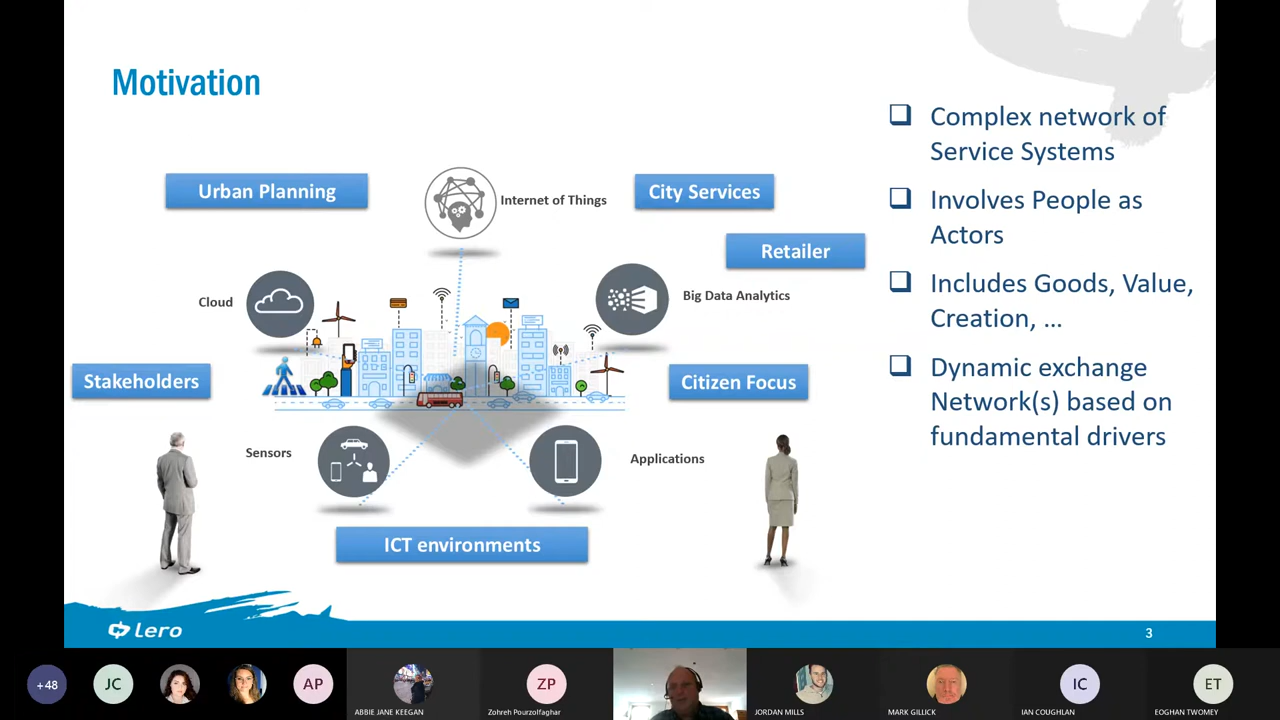 Motivation
Urban Planning
Internet of Things
City Services
Retailer
Cloud
Big Data Analytics
Stakeholders
Citizen Focus
Sensors
Applications
ICT environments
Complex network of
Service Systems
Involves People as
Actors
Includes Goods, Value,
Creation, ...
Dynamic exchange
Network(s) based on
fundamental drivers
lero
3
+48
JC
AP
ABBIE JANE KEEGAN
ZP
Zohreh Pourzolfaghar
JORDAN MILLS
MARK GILLICK
IC
IAN COUGHLAN
ET
EOGHAN TWOMEY